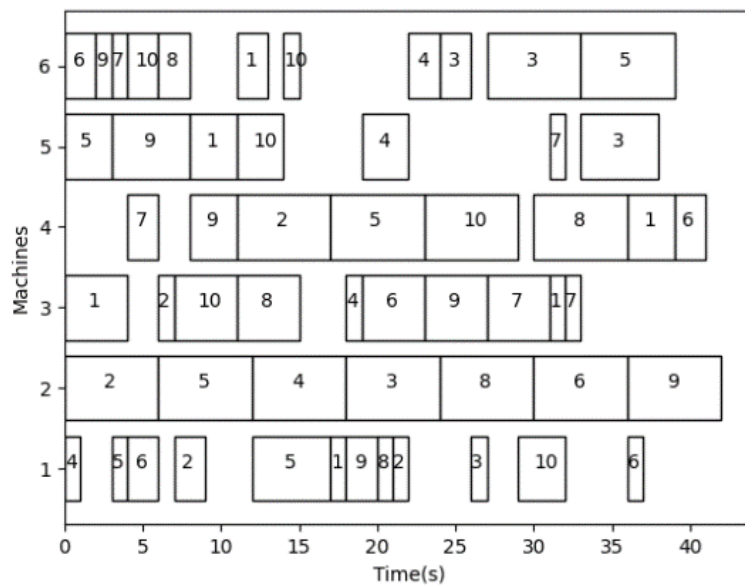 6 6 9 7 10 8 1 10 4 3 3 5
5 5 9 1 10 4 7 3
4 7 9 2 5 10 8 1 6
Machines
3 1 2 10 8 4 6 9 7 1 7
2 2 5 4 3 8 6 9
1 4 5 6 2 5 1 9 8 2 3 10 6
0 5 10 15 20 25 30 35 40
Time(s)